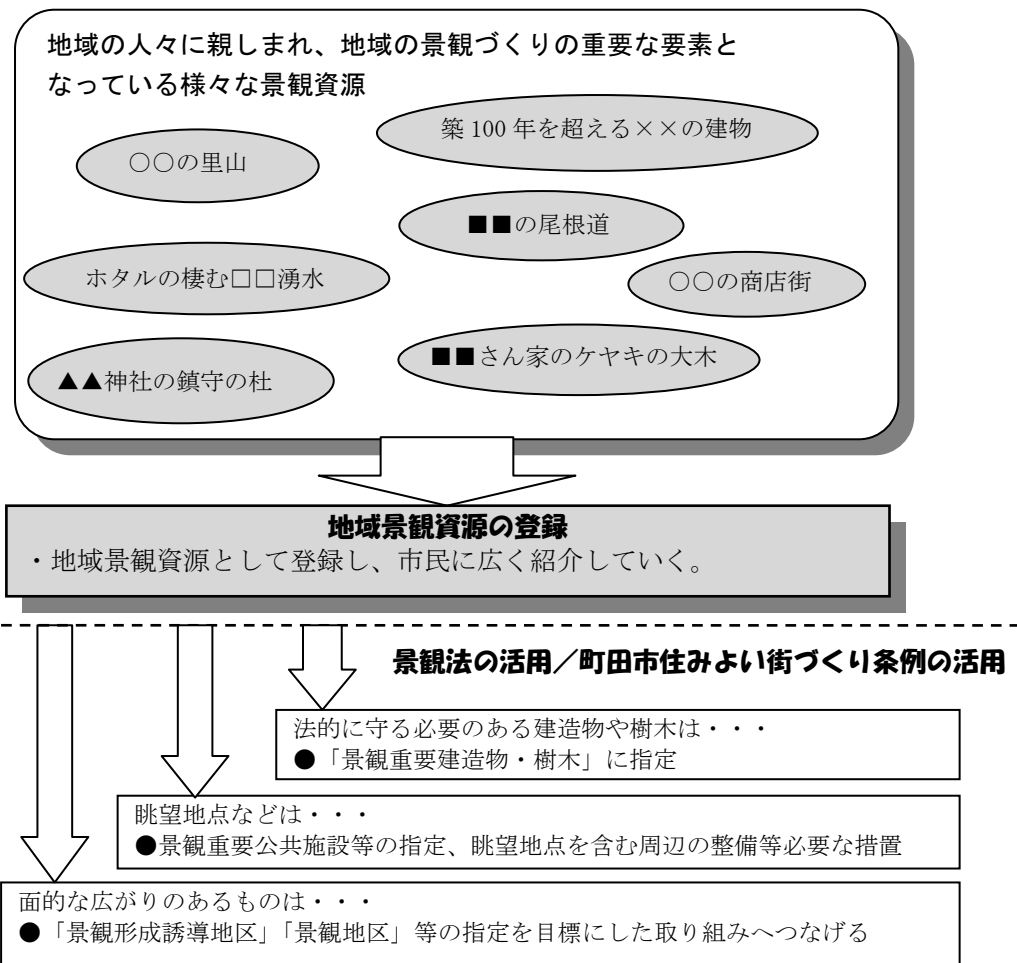 地域の人々に親しまれ、地域の景観づくりの重要な要素と
なっている様々な景観資源
築 100 年を超える××の建物
○○の里山
■■の尾根道
ホタルの棲む□□湧水
○○の商店街
■■さん家のケヤキの大木
▲▲神社の鎮守の杜
地域景観資源の登録
・地域景観資源として登録し、市民に広く紹介していく。
景観法の活用／町田市住みよい街づくり条例の活用
法的に守る必要のある建造物や樹木は・・・
●「景観重要建造物・樹木」に指定
眺望地点などは・・・
●景観重要公共施設等の指定、眺望地点を含む周辺の整備等必要な措置
面的な広がりのあるものは・・・
●「景観形成誘導地区」「景観地区」等の指定を目標にした取り組みへつなげる